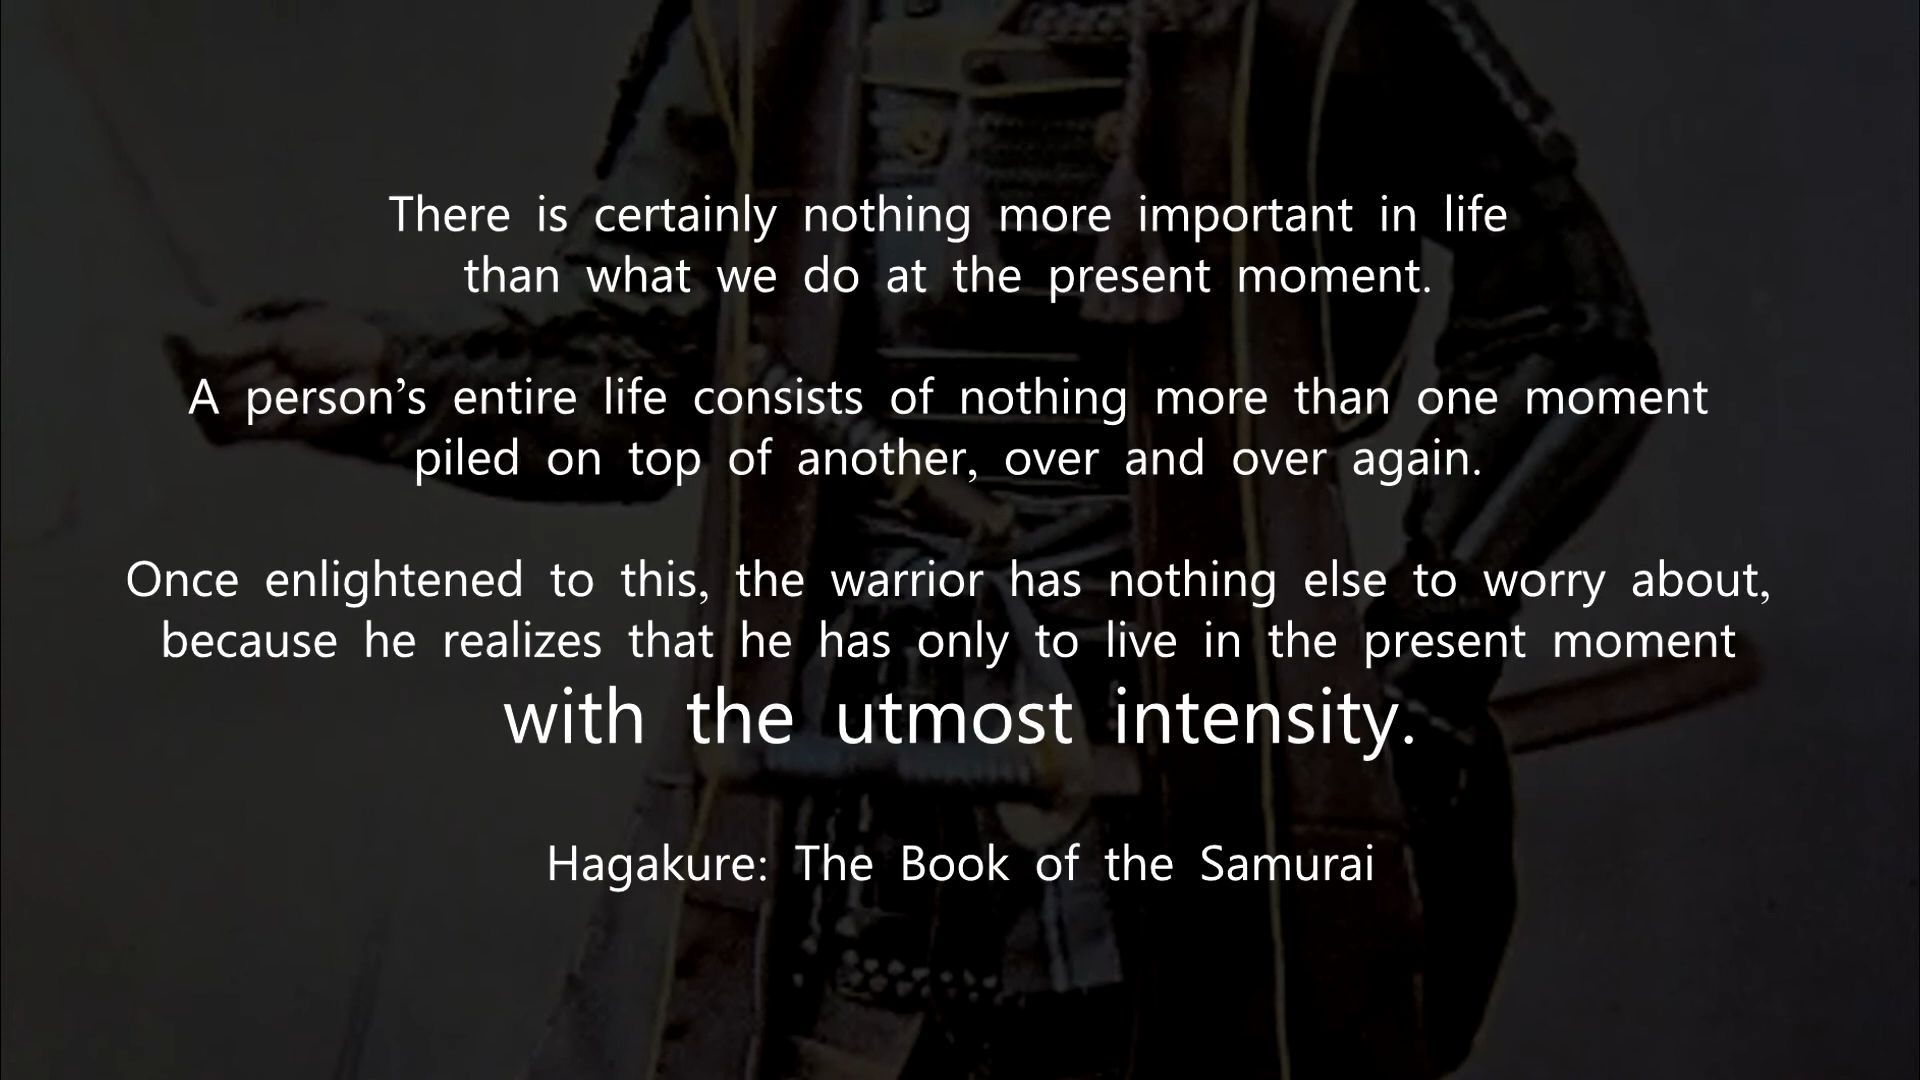 There is certainly nothing more important in life
than what we do at the present moment.
A person’s entire life consists of nothing more than one moment
piled on top of another, over and over again.
Once enlightened to this, the warrior has nothing else to worry about,
because he realizes that he has only to live in the present moment
with the utmost intensity.
Hagakure: The Book of the Samurai